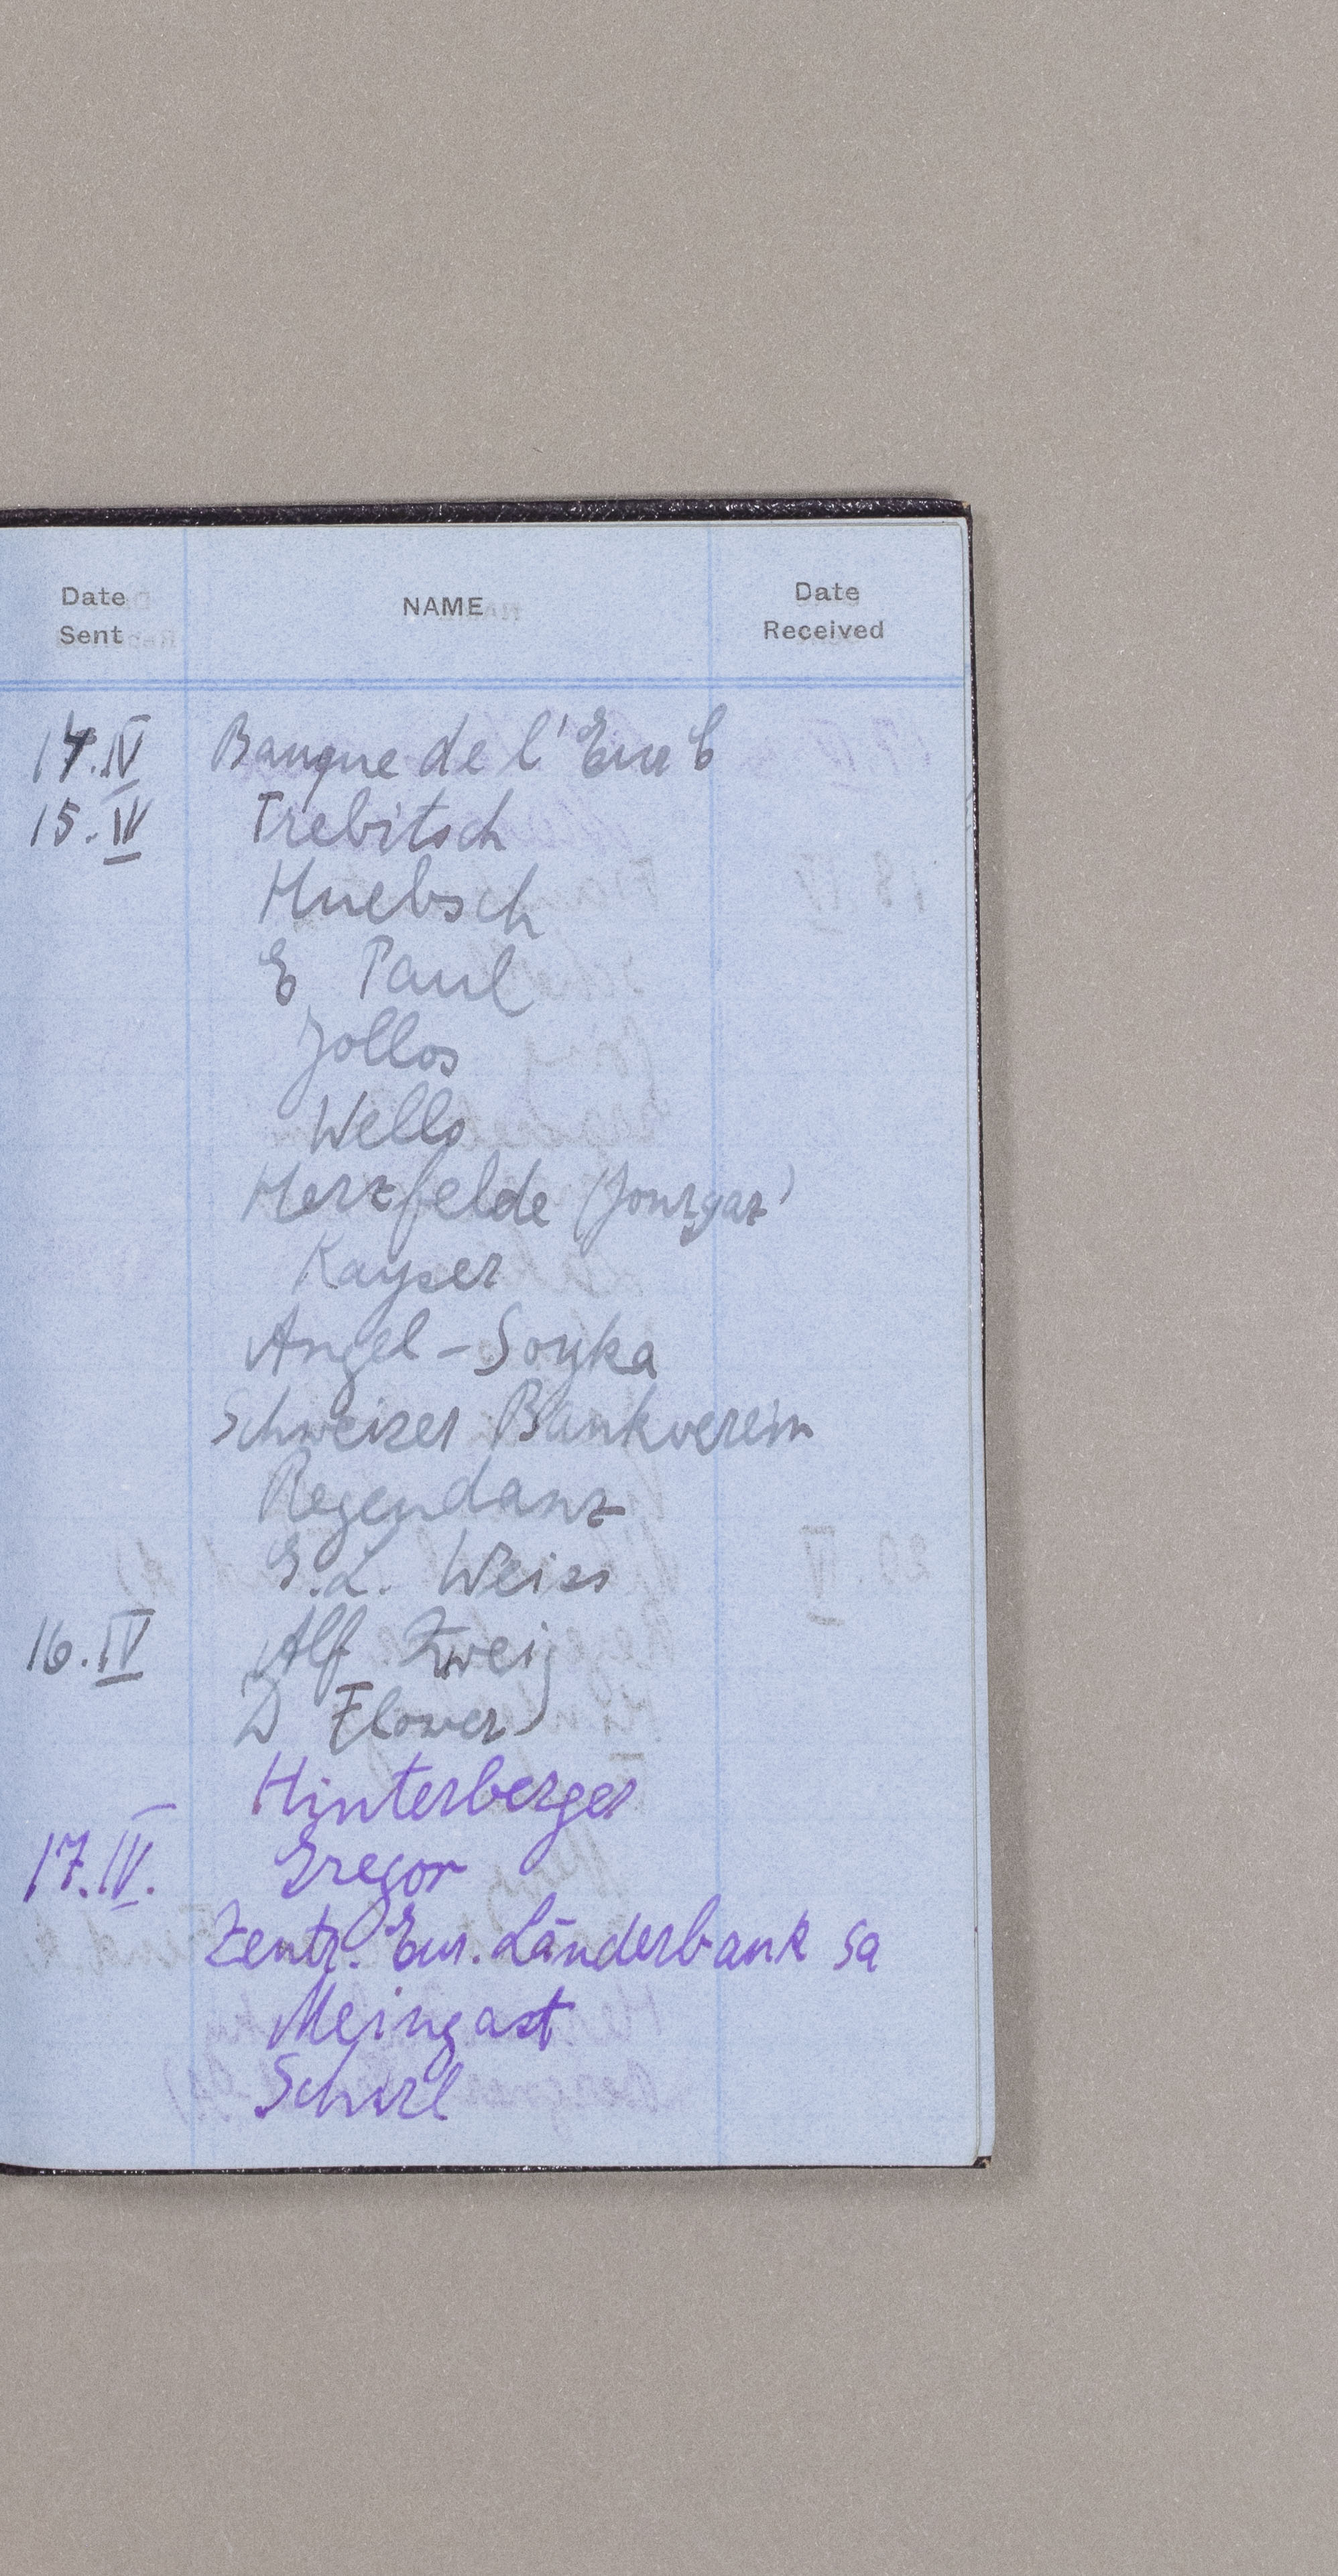 Date Sent NAME Date Received
14.IV Banque de l'Eur C
15.IV Trebitsch
Huebsch
E Paul
Jollos
Wells
Herzfelde (Jourgaz)
Kayser
Angel-Soyka
Schweizer Bankverein
Regendanz
E.L. Weiss
16.IV Alf Zweig
D Flower
Hinterberger
17.IV. Gregor
Zentr. Eur. Länderbank sa
Meingast
Schurl